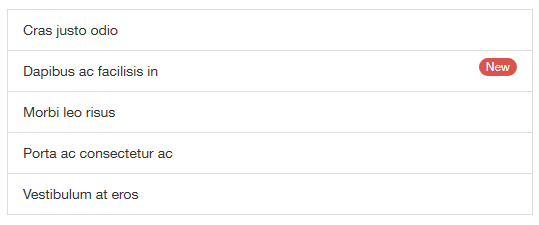 Cras justo odio
Dapibus ac facilisis in New
Morbi leo risus
Porta ac consectetur ac
Vestibulum at eros